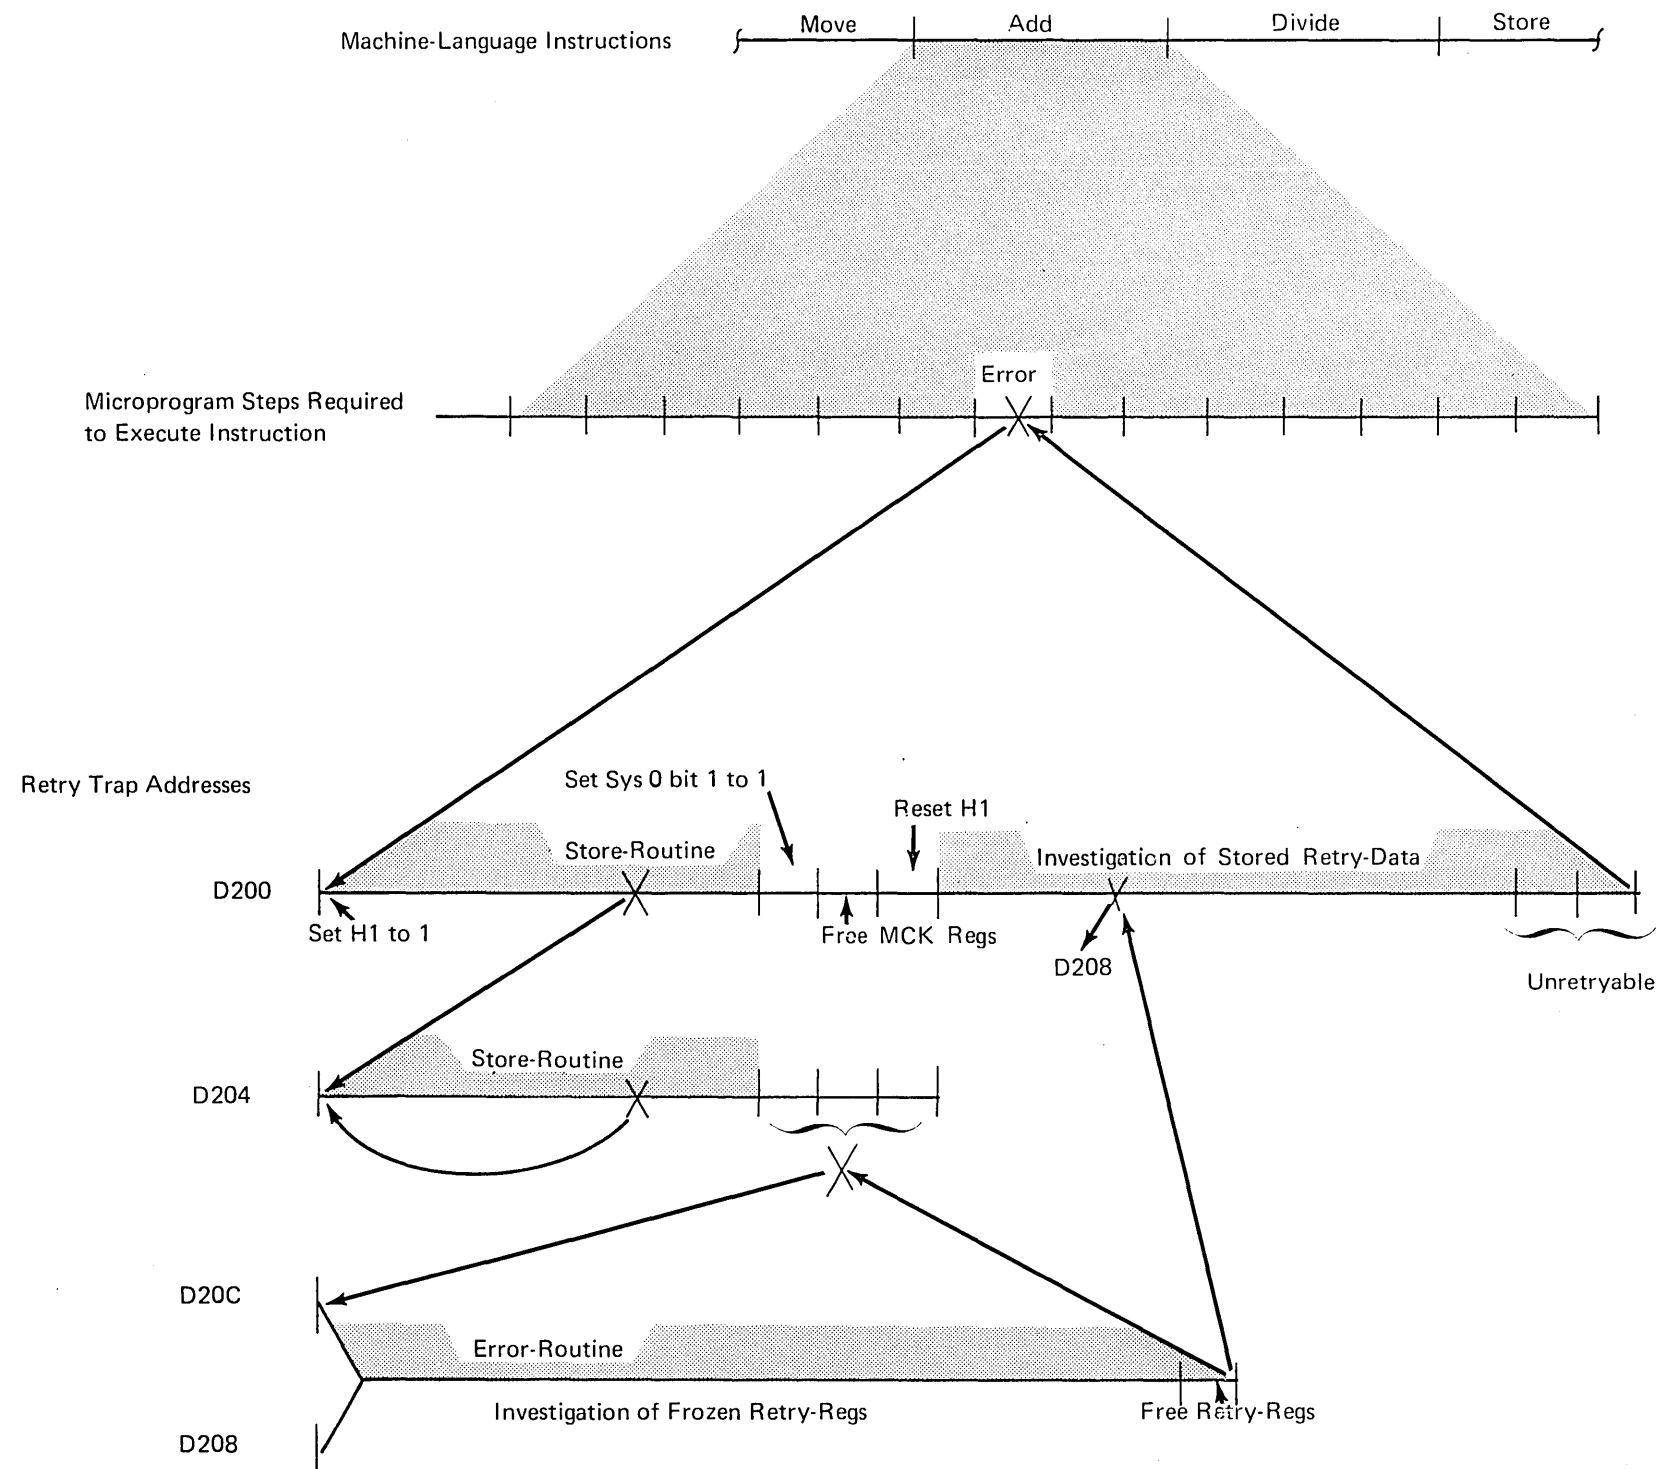 Machine-Language Instructions
Move Add Divide Store
Error
Microprogram Steps Required
to Execute Instruction
Retry Trap Addresses
Set Sys 0 bit 1 to 1
Reset H1
Store-Routine
Investigation of Stored Retry-Data
D200
Set H1 to 1
Free MCK Regs
D208
Unretryable
Store-Routine
D204
D20C
Error-Routine
Investigation of Frozen Retry-Regs
Free Retry-Regs
D208